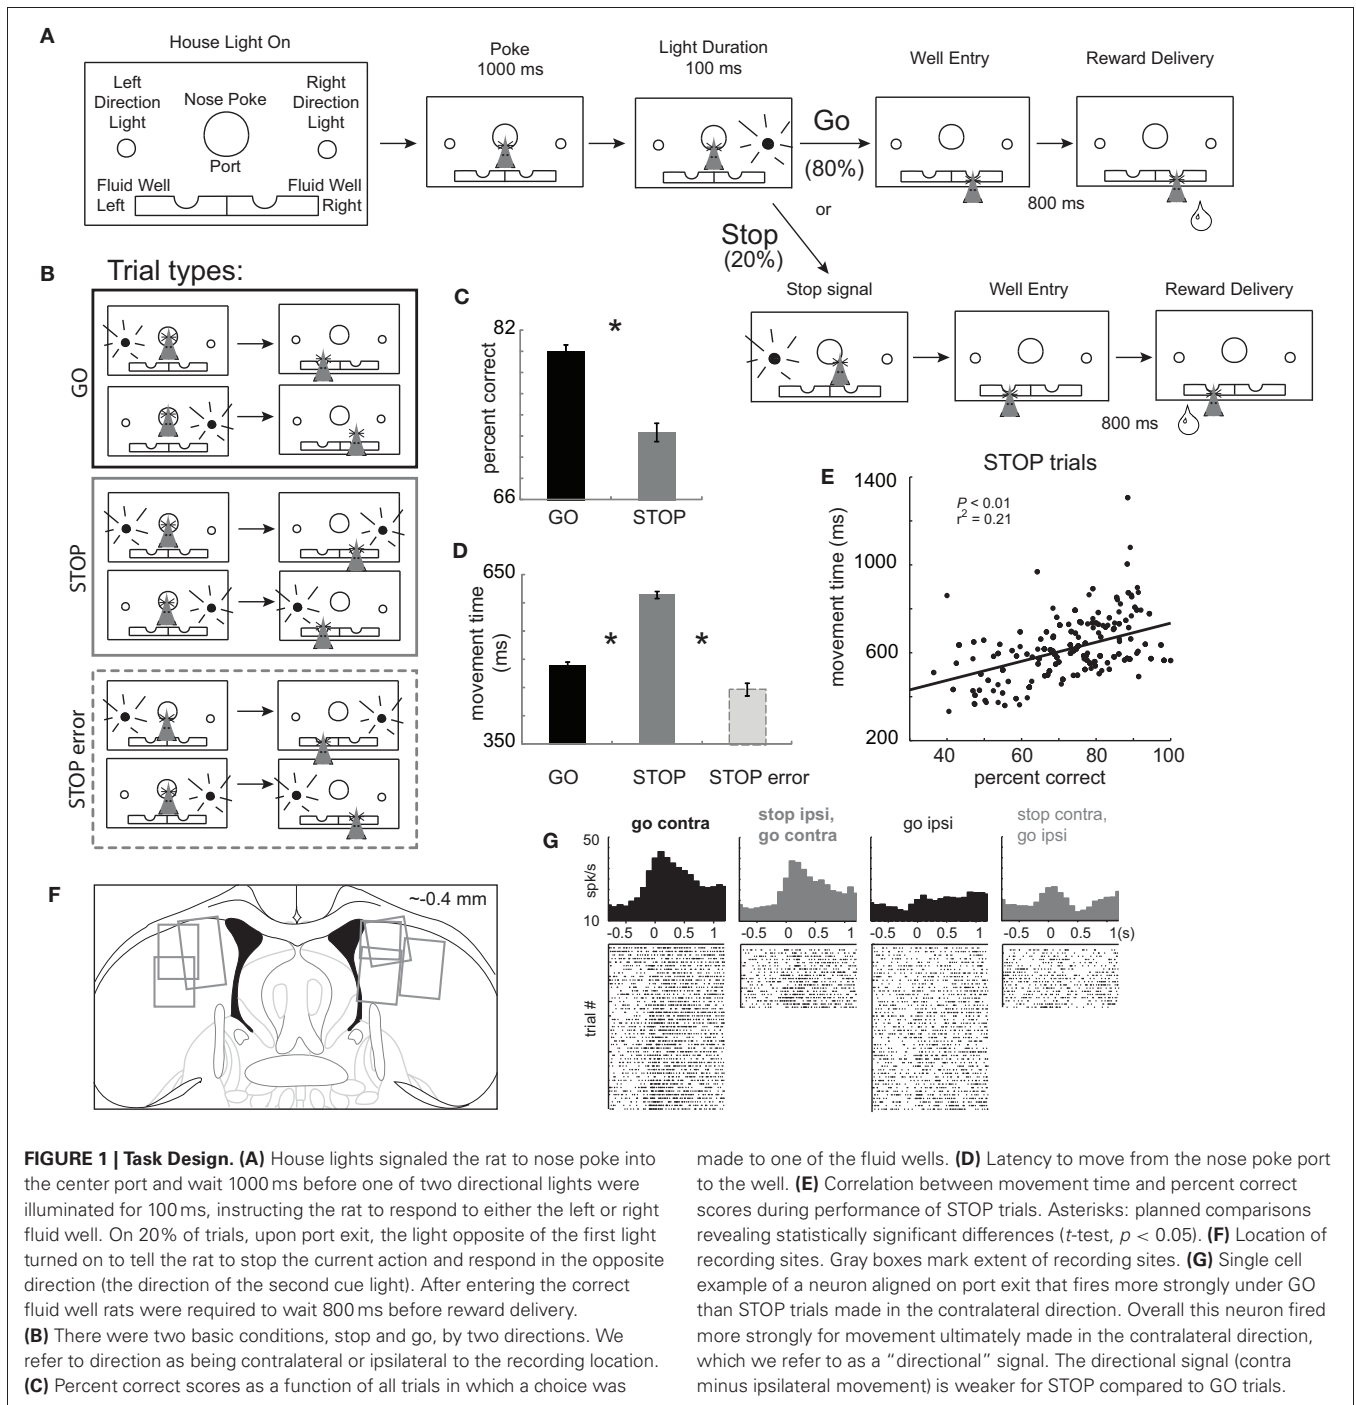 A
House Light On
Left
Direction
Light
Nose Poke
Port
Right
Direction
Light
Fluid Well
Left
Fluid Well
Right
Poke
1000 ms
Light Duration
100 ms
Go
(80%)
or
Stop
(20%)
Well Entry
800 ms
Reward Delivery
Stop signal
Well Entry
800 ms
Reward Delivery
B
Trial types:
GO
STOP
STOP error
C
82
percent correct
66
GO
STOP
*
D
650
movement time
(ms)
350
GO
STOP
STOP error
*
*
E
STOP trials
1400
1000
600
200
movement time (ms)
P < 0.01
r2 = 0.21
40
60
80
100
percent correct
F
~-0.4 mm
G
go contra
stop ipsi,
go contra
go ipsi
stop contra,
go ipsi
50
spk/s
10
-0.5 0 0.5 1
-0.5 0 0.5 1
-0.5 0 0.5 1
-0.5 0 0.5 1(s)
trial #
FIGURE 1 | Task Design. (A) House lights signaled the rat to nose poke into
the center port and wait 1000 ms before one of two directional lights were
illuminated for 100 ms, instructing the rat to respond to either the left or right
fluid well. On 20% of trials, upon port exit, the light opposite of the first light
turned on to tell the rat to stop the current action and respond in the opposite
direction (the direction of the second cue light). After entering the correct
fluid well rats were required to wait 800 ms before reward delivery.
(B) There were two basic conditions, stop and go, by two directions. We
refer to direction as being contralateral or ipsilateral to the recording location.
(C) Percent correct scores as a function of all trials in which a choice was
made to one of the fluid wells. (D) Latency to move from the nose poke port
to the well. (E) Correlation between movement time and percent correct
scores during performance of STOP trials. Asterisks: planned comparisons
revealing statistically significant differences (t-test, p < 0.05). (F) Location of
recording sites. Gray boxes mark extent of recording sites. (G) Single cell
example of a neuron aligned on port exit that fires more strongly under GO
than STOP trials made in the contralateral direction. Overall this neuron fired
more strongly for movement ultimately made in the contralateral direction,
which we refer to as a “directional” signal. The directional signal (contra
minus ipsilateral movement) is weaker for STOP compared to GO trials.